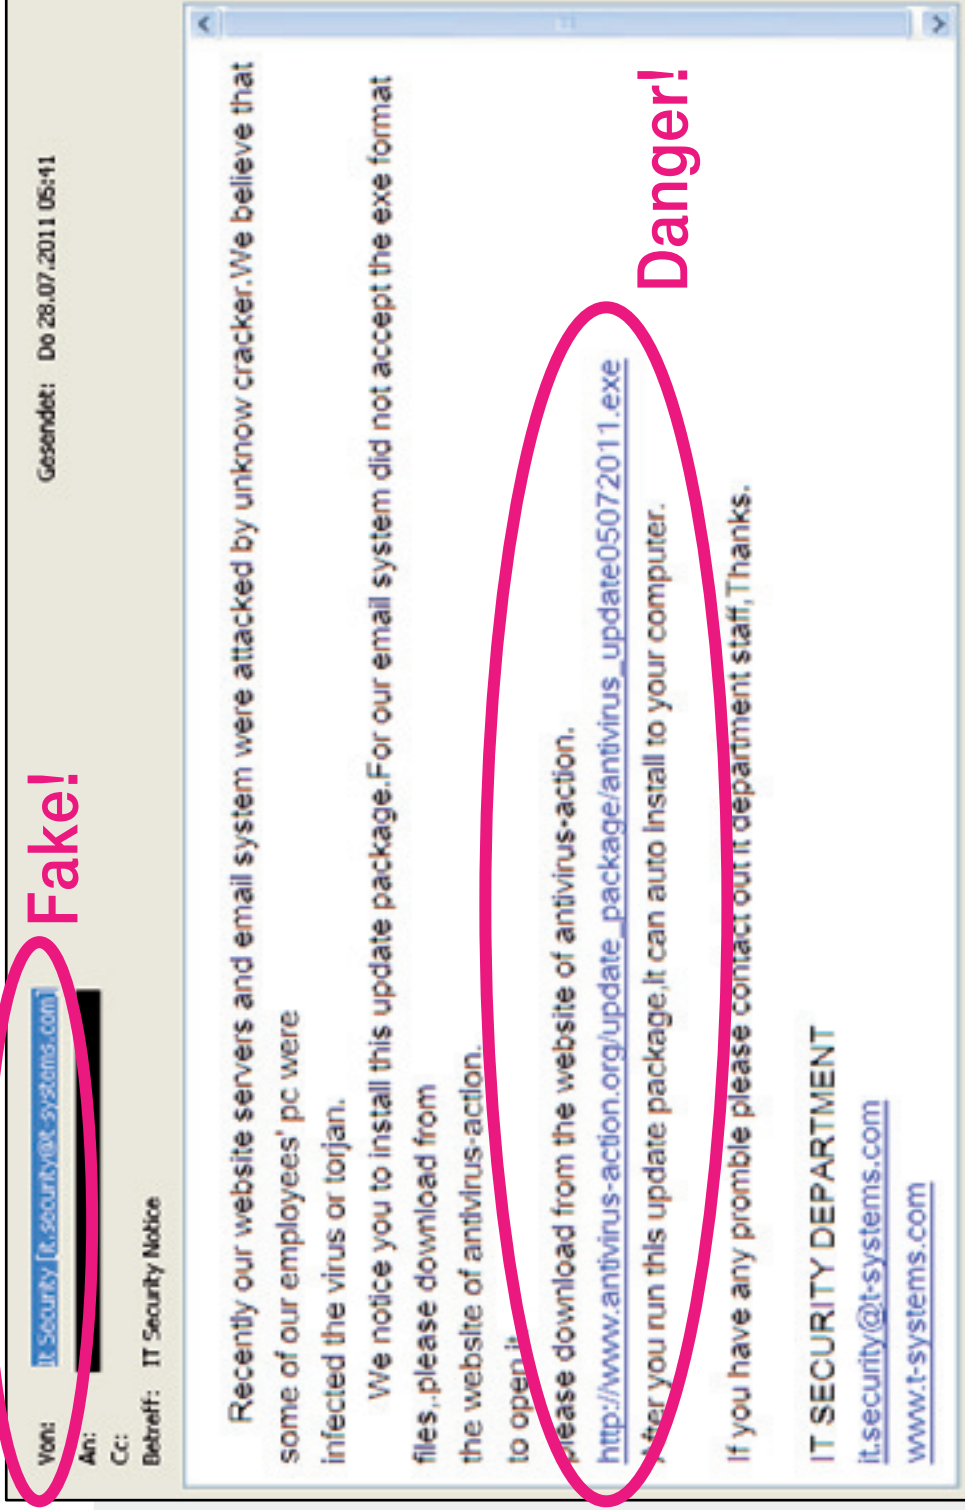 Von: It Security [it.security@t-systems.com] Fake! Gesendet: Do 28.07.2011 05:41
An:
Cc:
Betreff: IT Security Notice
Recently our website servers and email system were attacked by unknow cracker.We believe that
some of our employees' pc were
infected the virus or torjan.
We notice you to install this update package.For our email system did not accept the exe format
files,please download from
the website of antivirus-action.
to open it
please download from the website of antivirus-action.
http://www.antivirus-action.org/update_package/antivirus_update05072011.exe
Danger!
After you run this update package,It can auto Install to your computer.
If you have any promble please contact out it department staff,Thanks.
IT SECURITY DEPARTMENT
it.security@t-systems.com
www.t-systems.com